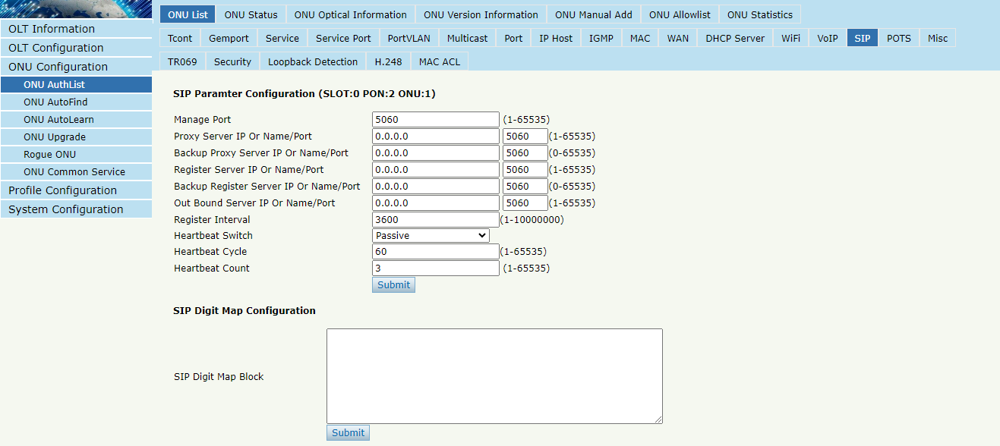 ONU List ONU Status ONU Optical Information ONU Version Information ONU Manual Add ONU Allowlist ONU Statistics
Tcont Gemport Service Service Port PortVLAN Multicast Port IP Host IGMP MAC WAN DHCP Server WiFi VoIP SIP POTS Misc
TR069 Security Loopback Detection H.248 MAC ACL
OLT Information
OLT Configuration
ONU Configuration
ONU AuthList
ONU AutoFind
ONU AutoLearn
ONU Upgrade
Rogue ONU
ONU Common Service
Profile Configuration
System Configuration
SIP Paramter Configuration (SLOT:0 PON:2 ONU:1)
Manage Port 5060 (1-65535)
Proxy Server IP Or Name/Port 0.0.0.0 5060 (1-65535)
Backup Proxy Server IP Or Name/Port 0.0.0.0 5060 (0-65535)
Register Server IP Or Name/Port 0.0.0.0 5060 (1-65535)
Backup Register Server IP Or Name/Port 0.0.0.0 5060 (0-65535)
Out Bound Server IP Or Name/Port 0.0.0.0 5060 (1-65535)
Register Interval 3600 (1-10000000)
Heartbeat Switch Passive
Heartbeat Cycle 60 (1-65535)
Heartbeat Count 3 (1-65535)
Submit
SIP Digit Map Configuration
SIP Digit Map Block
Submit